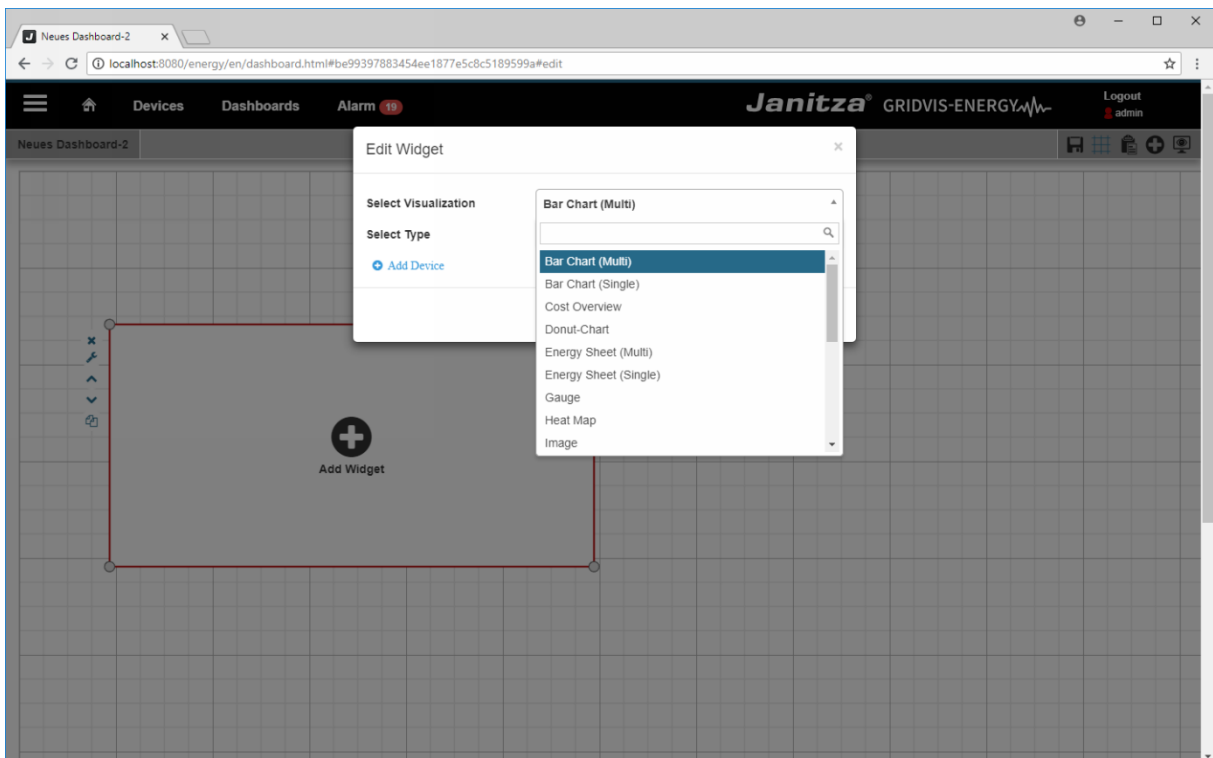 Neues Dashboard-2
localhost:8080/energy/en/dashboard.html#be99397883454ee1877e5c8c5189599a#edit
Devices Dashboards Alarm 19 Janitza® GRIDVIS-ENERGY Logout
admin
Neues Dashboard-2
Edit Widget
Select Visualization Bar Chart (Multi)
Select Type
Add Device
Bar Chart (Multi)
Bar Chart (Single)
Cost Overview
Donut-Chart
Energy Sheet (Multi)
Energy Sheet (Single)
Gauge
Heat Map
Image
Add Widget